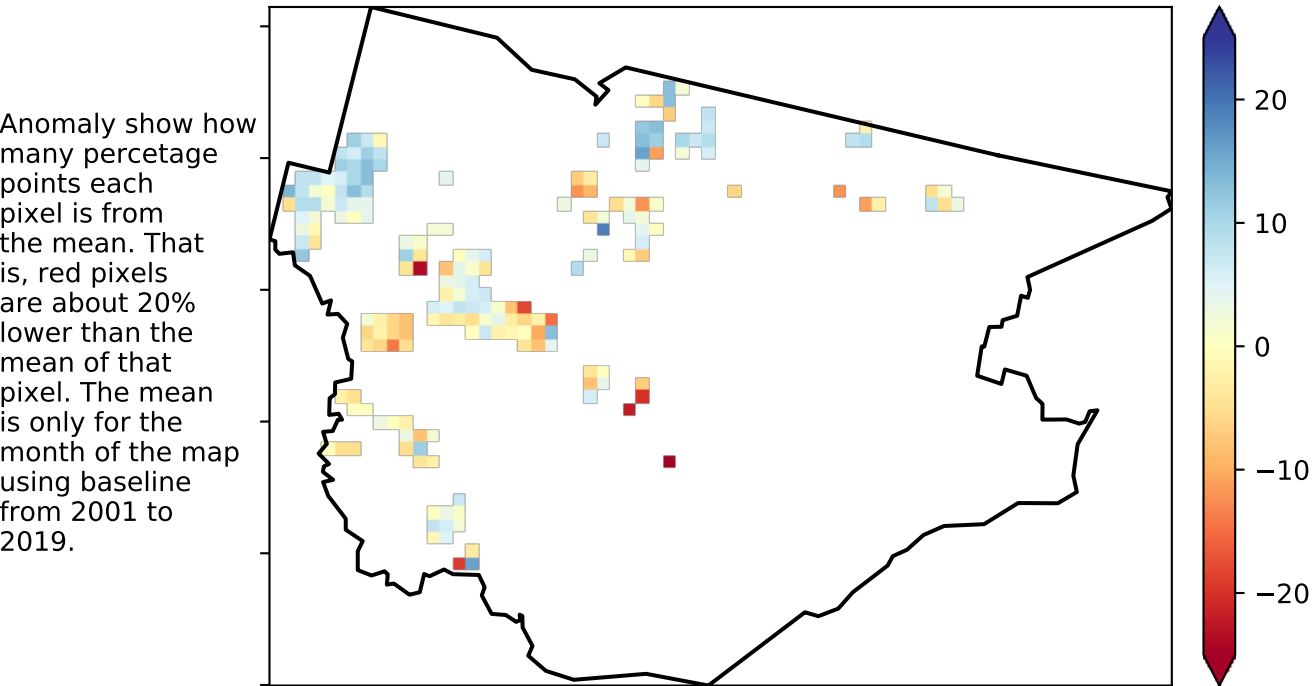 Anomaly show how
many percetage
points each
pixel is from
the mean. That
is, red pixels
are about 20%
lower than the
mean of that
pixel. The mean
is only for the
month of the map
using baseline
from 2001 to
2019.
20
10
0
−10
−20